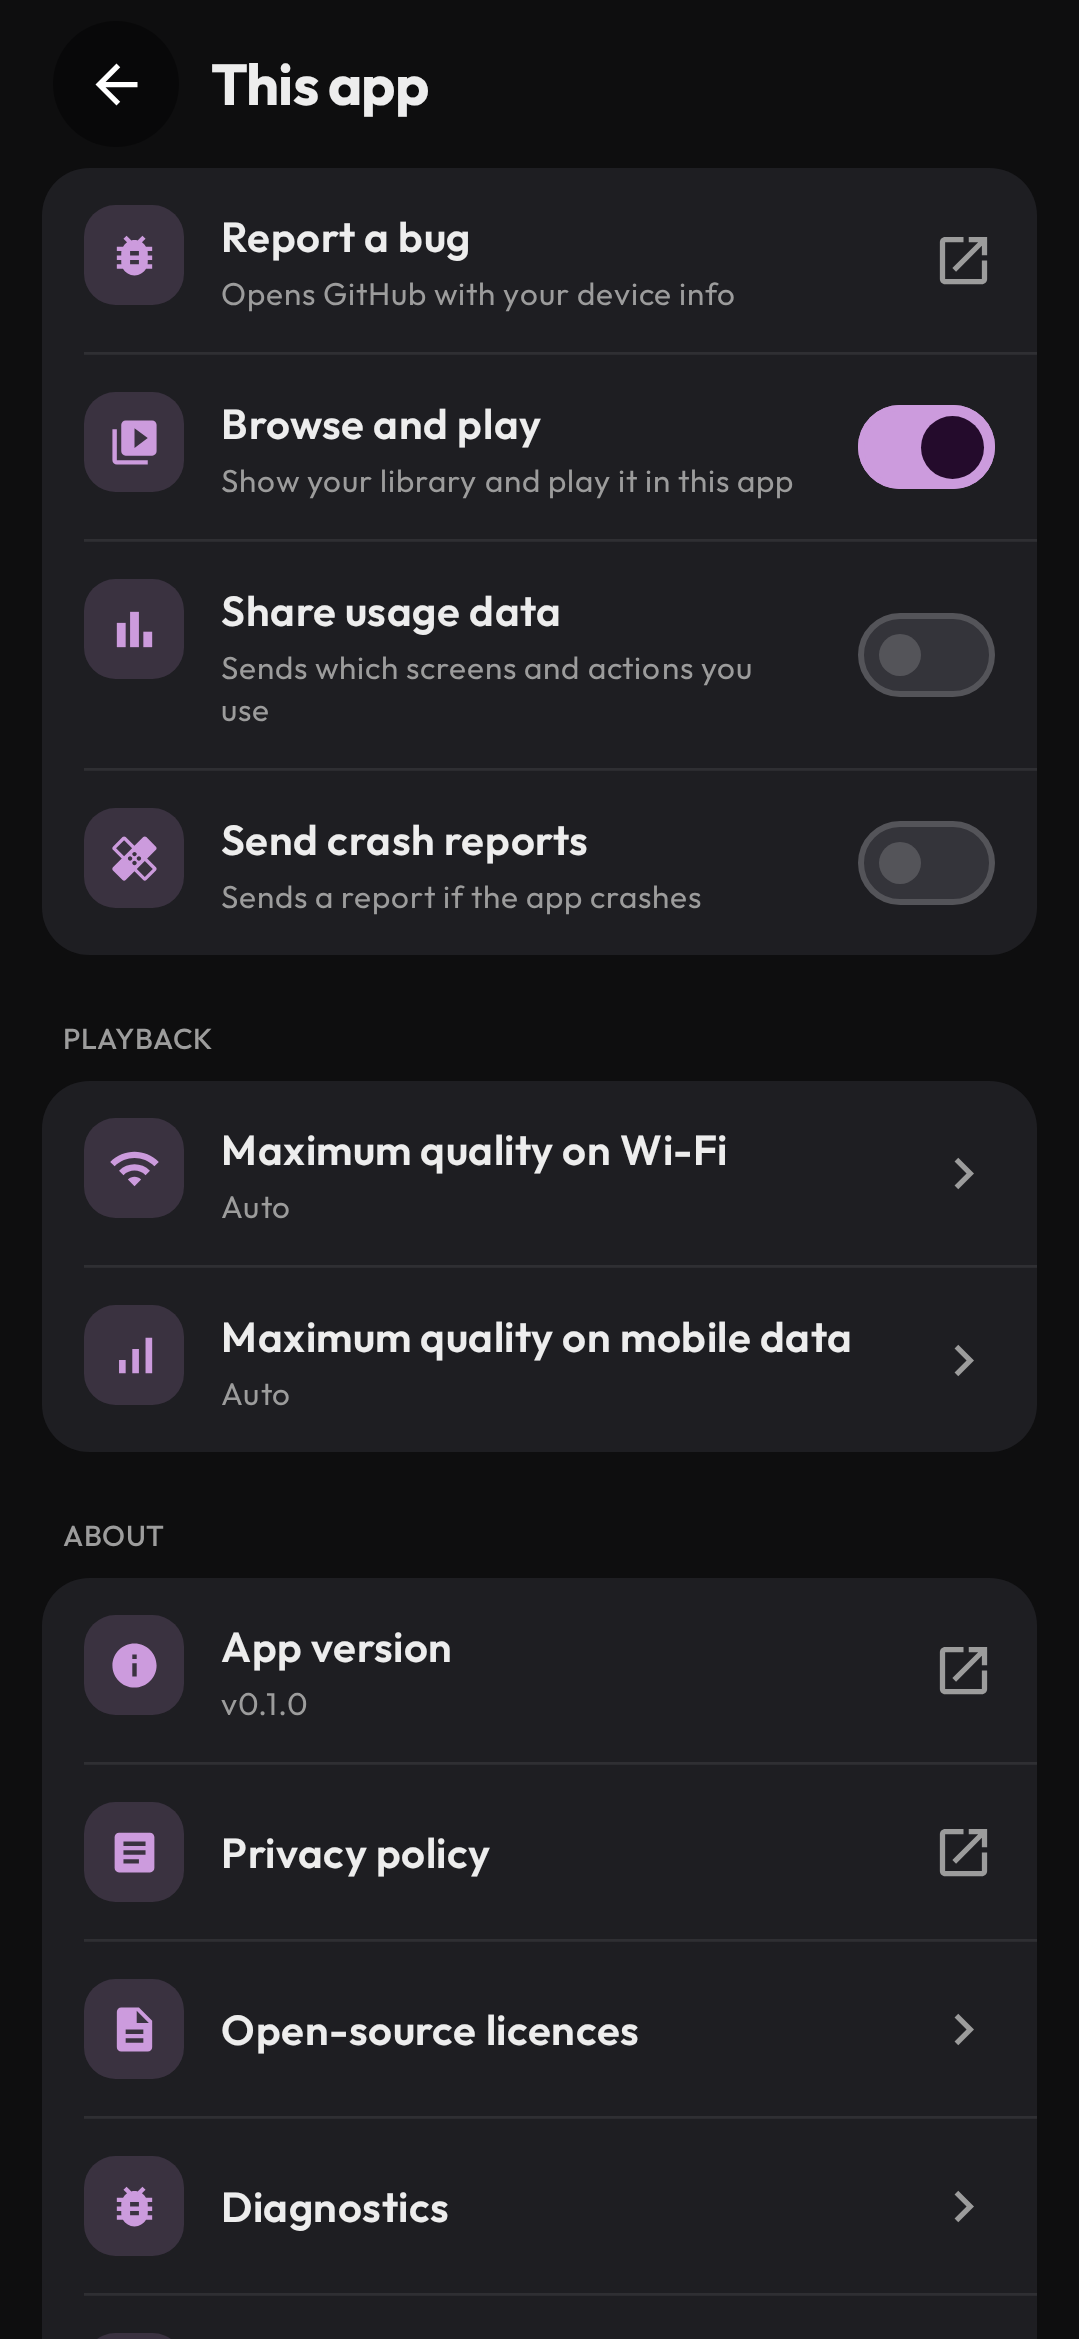 This app
Report a bug
Opens GitHub with your device info
Browse and play
Show your library and play it in this app
Share usage data
Sends which screens and actions you
use
Send crash reports
Sends a report if the app crashes
PLAYBACK
Maximum quality on Wi-Fi
Auto
Maximum quality on mobile data
Auto
ABOUT
App version
v0.1.0
Privacy policy
Open-source licences
Diagnostics